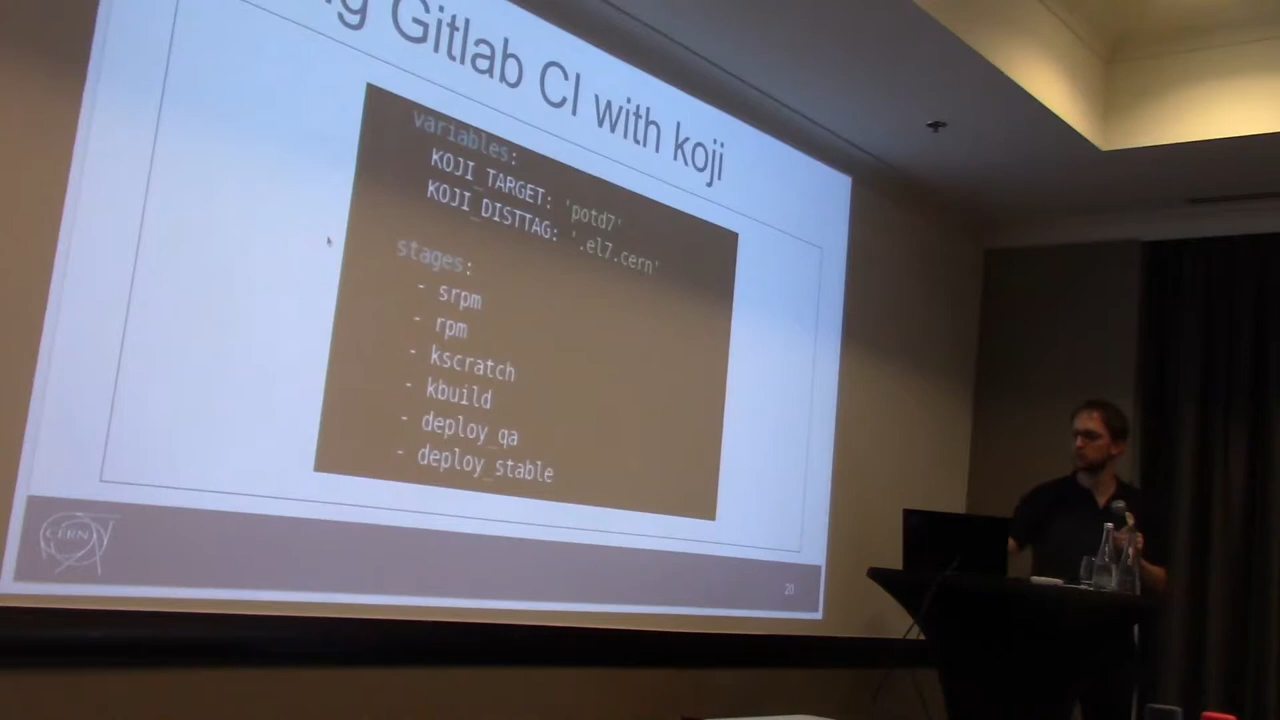 Gitlab CI with koji
variables:
KOJI_TARGET: 'potd7'
KOJI_DISTTAG: '.el7.cern'
stages:
- srpm
- rpm
- kscratch
- kbuild
- deploy_qa
- deploy_stable
CERN
20